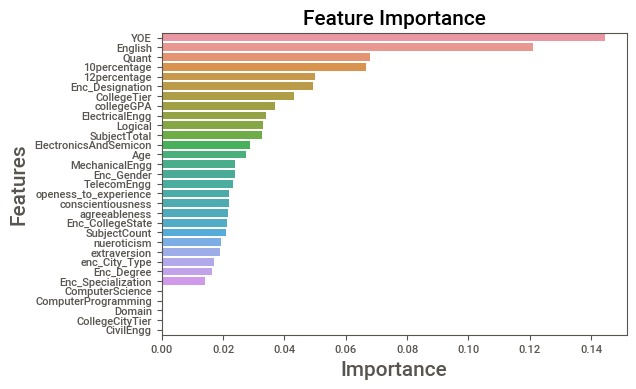 Feature Importance
YOE
English
Quant
10percentage
12percentage
Enc_Designation
CollegeTier
collegeGPA
ElectricalEngg
Logical
SubjectTotal
ElectronicsAndSemicon
Age
MechanicalEngg
Enc_Gender
TelecomEngg
openess_to_experience
conscientiousness
agreeableness
Enc_CollegeState
SubjectCount
nueroticism
extraversion
enc_City_Type
Enc_Degree
Enc_Specialization
ComputerScience
ComputerProgramming
Domain
CollegeCityTier
CivilEngg
Features
0.00 0.02 0.04 0.06 0.08 0.10 0.12 0.14
Importance